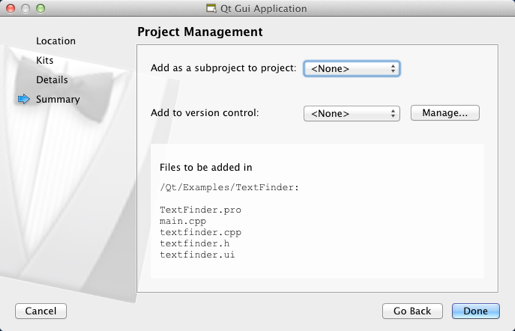 Qt Gui Application
Location
Kits
Details
Summary
Project Management
Add as a subproject to project: <None>
Add to version control: <None> Manage...
Files to be added in
/Qt/Examples/TextFinder:
TextFinder.pro
main.cpp
textfinder.cpp
textfinder.h
textfinder.ui
Cancel Go Back Done